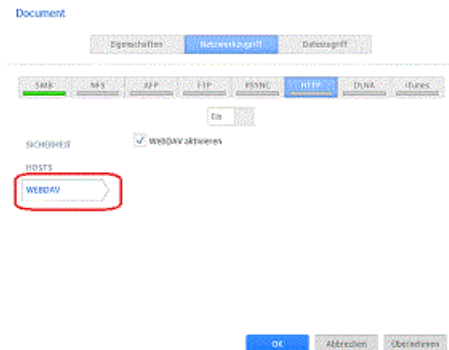 Document
Eigenschaften Netzwerkzugriff Dateizugriff
SMB NFS AFP FTP RSYNC HTTP DLNA iTunes
Ein
SICHERHEIT
WebDAV aktivieren
HOSTS
WEBDAV
OK Abbrechen Übernehmen